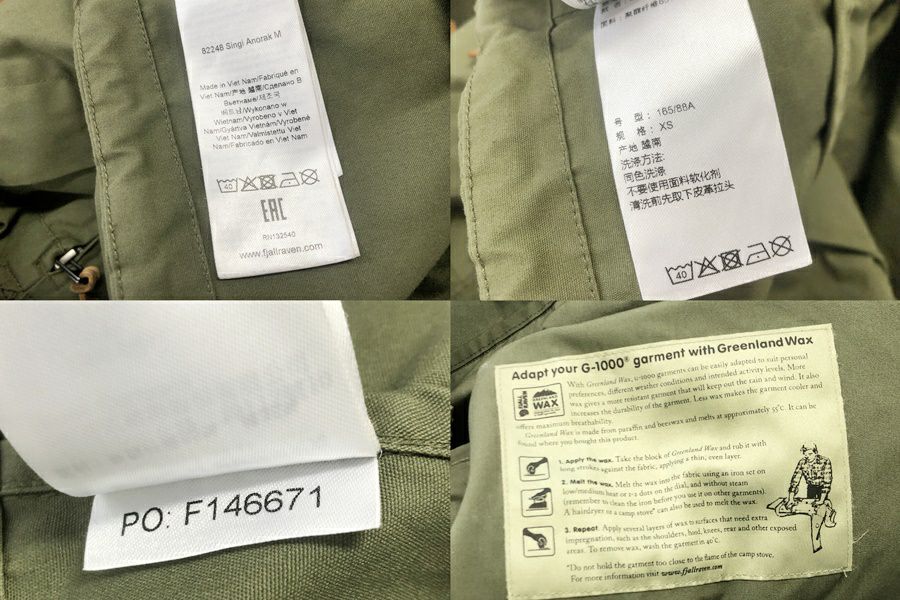 82248 Singi Anorak M
Made in Viet Nam/Fabriqué en
Viet Nam/产地 越南/Сделано В
Вьетнаме/제조국
베트남/Wykonano w
Wietnam/Vyrobeno v Viet
Nam/Gyártva Vietnám/Vyrobené
Viet Nam/Valmistettu Viet
Nam/Fabricado en Viet Nam
40
EAC
RN132540
www.fjallraven.com
号 型： 165/88A
规 格： XS
产地 越南
洗涤方法:
同色洗涤
不要使用面料软化剂
清洗前先取下皮革拉头
40
PO: F146671
Adapt your G-1000® garment with Greenland Wax
With Greenland Wax, G-1000 garments can be easily adapted to suit personal
preferences, different weather conditions and intended activity levels. More
wax gives a more resistant garment that will keep out the rain and wind. It also
increases the durability of the garment. Less wax makes the garment cooler and
offers maximum breathability.
Greenland Wax is made from paraffin and beeswax and melts at approximately 55°C. It can be
found where you bought this product.
FJÄLL RÄVEN
GREENLAND
WAX
1. Apply the wax. Take the block of Greenland Wax and rub it with
long strokes against the fabric, applying a thin, even layer.
2. Melt the wax. Melt the wax into the fabric using an iron set on
low/medium heat or 1-2 dots on the dial, and without steam
(remember to clean the iron before you use it on other garments).
A hairdryer or a camp stove* can also be used to melt the wax.
3. Repeat. Apply several layers of wax to surfaces that need extra
impregnation, such as the shoulders, hood, knees, rear and other exposed
areas. To remove wax, wash the garment in 40°C.
*Do not hold the garment too close to the flame of the camp stove.
For more information visit www.fjallraven.com